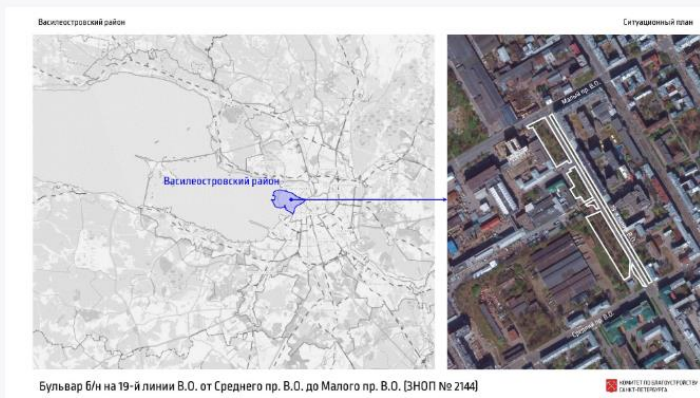 Василеостровский район
Ситуационный план
Василеостровский район
Малый пр. В.О.
Средний пр. В.О.
Бульвар б/н на 19-й линии В.О. от Среднего пр. В.О. до Малого пр. В.О. (ЗНОП № 2144)
КОМИТЕТ ПО БЛАГОУСТРОЙСТВУ
САНКТ-ПЕТЕРБУРГА